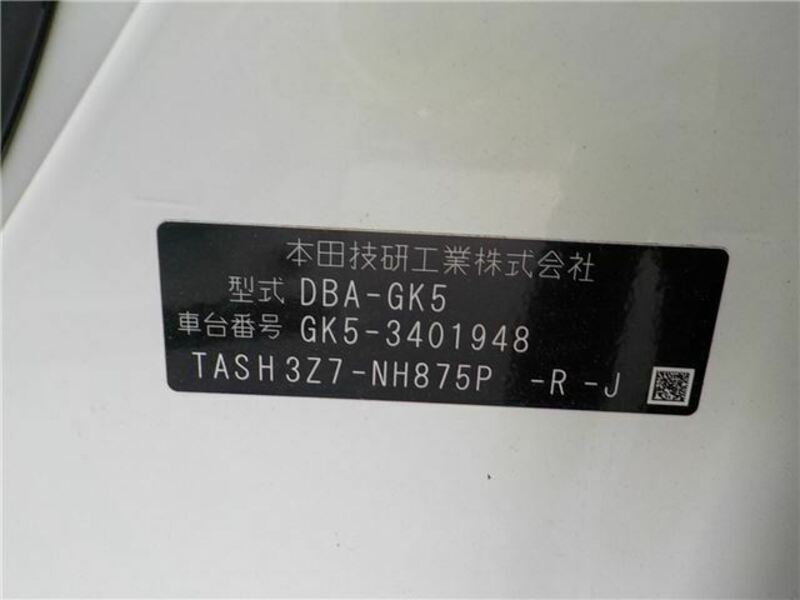 本田技研工業株式会社
型式 DBA-GK5
車台番号 GK5-3401948
TASH3Z7-NH875P -R -J